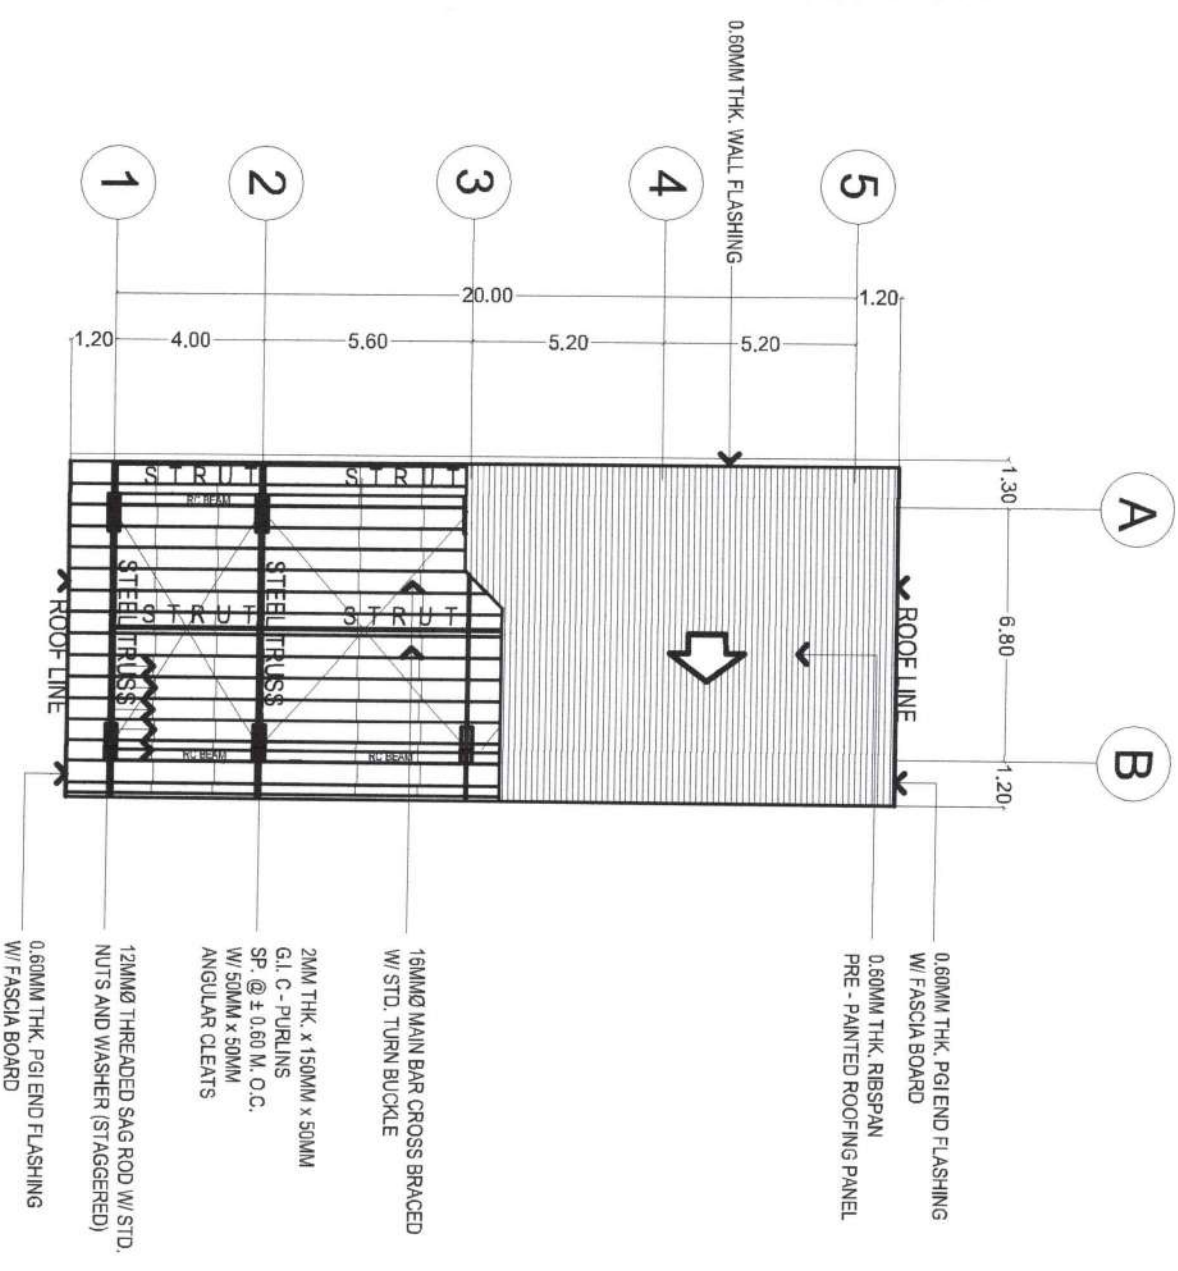 0.60MM THK. WALL FLASHING
1
2
3
4
5
20.00
1.20
1.20
4.00
5.60
5.20
5.20
A
B
1.30
6.80
1.20
STRUT
STRUT
RC BEAM
STEEL TRUSS
STEEL TRUSS
STRUT
STRUT
RC BEAM
RC BEAM
ROOF LINE
ROOF LINE
0.60MM THK. PGI END FLASHING
W/ FASCIA BOARD
0.60MM THK. RIBSPAN
PRE - PAINTED ROOFING PANEL
16MMØ MAIN BAR CROSS BRACED
W/ STD. TURN BUCKLE
2MM THK. x 150MM x 50MM
G.I. C - PURLINS
SP. @ ± 0.60 M. O.C.
W/ 50MM x 50MM
ANGULAR CLEATS
12MMØ THREADED SAG ROD W/ STD.
NUTS AND WASHER (STAGGERED)
0.60MM THK. PGI END FLASHING
W/ FASCIA BOARD